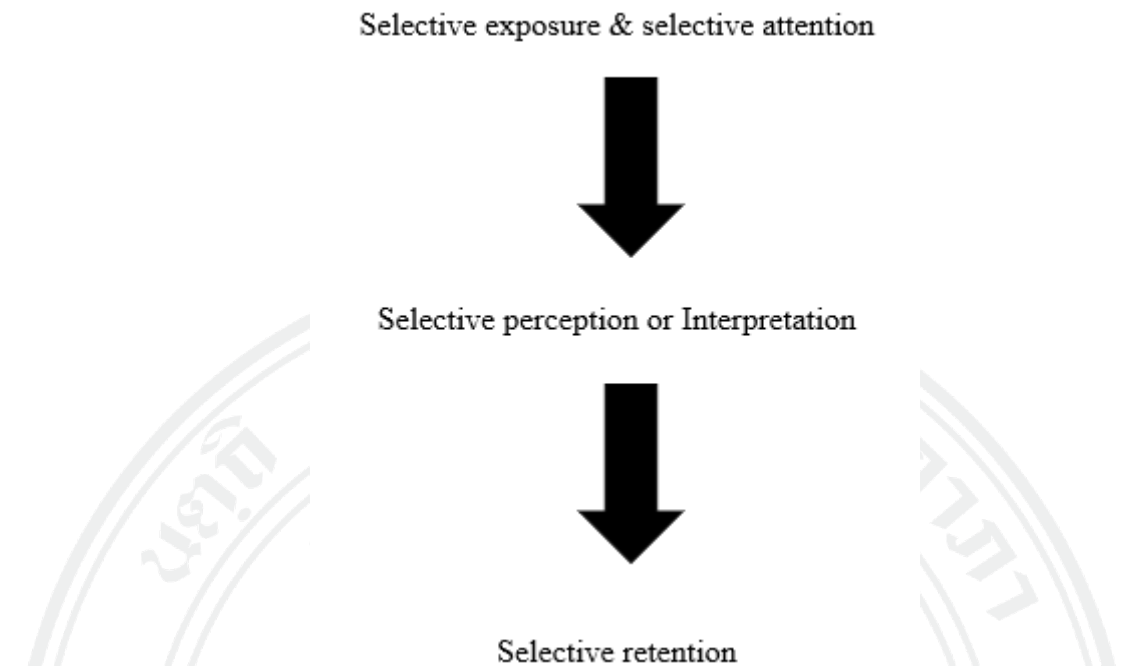 Selective exposure & selective attention
Selective perception or Interpretation
Selective retention